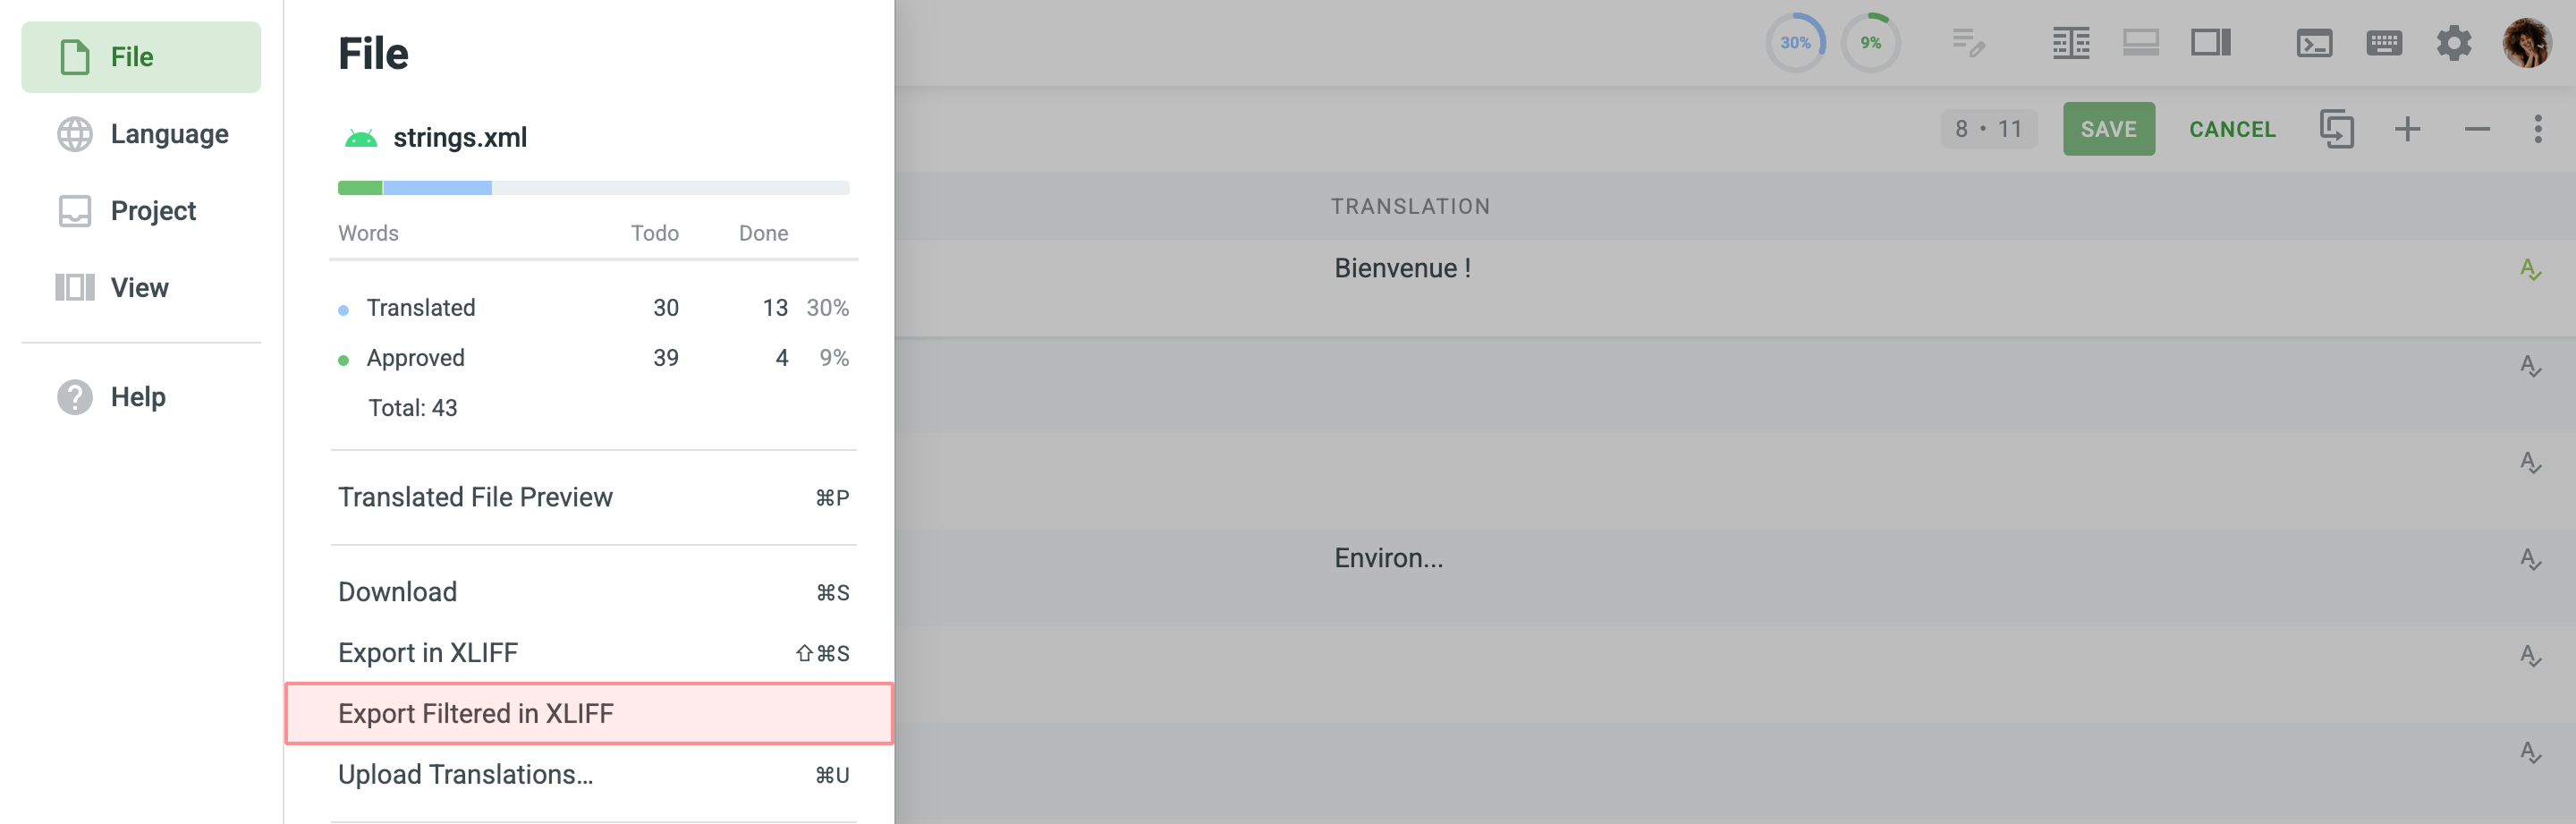 File
Language
Project
View
Help
File
strings.xml
Words Todo Done
Translated 30 13 30%
Approved 39 4 9%
Total: 43
Translated File Preview ⌘P
Download ⌘S
Export in XLIFF ⇧⌘S
Export Filtered in XLIFF
Upload Translations... ⌘U
30% 9%
8 • 11 SAVE CANCEL
TRANSLATION
Bienvenue !
Environ...